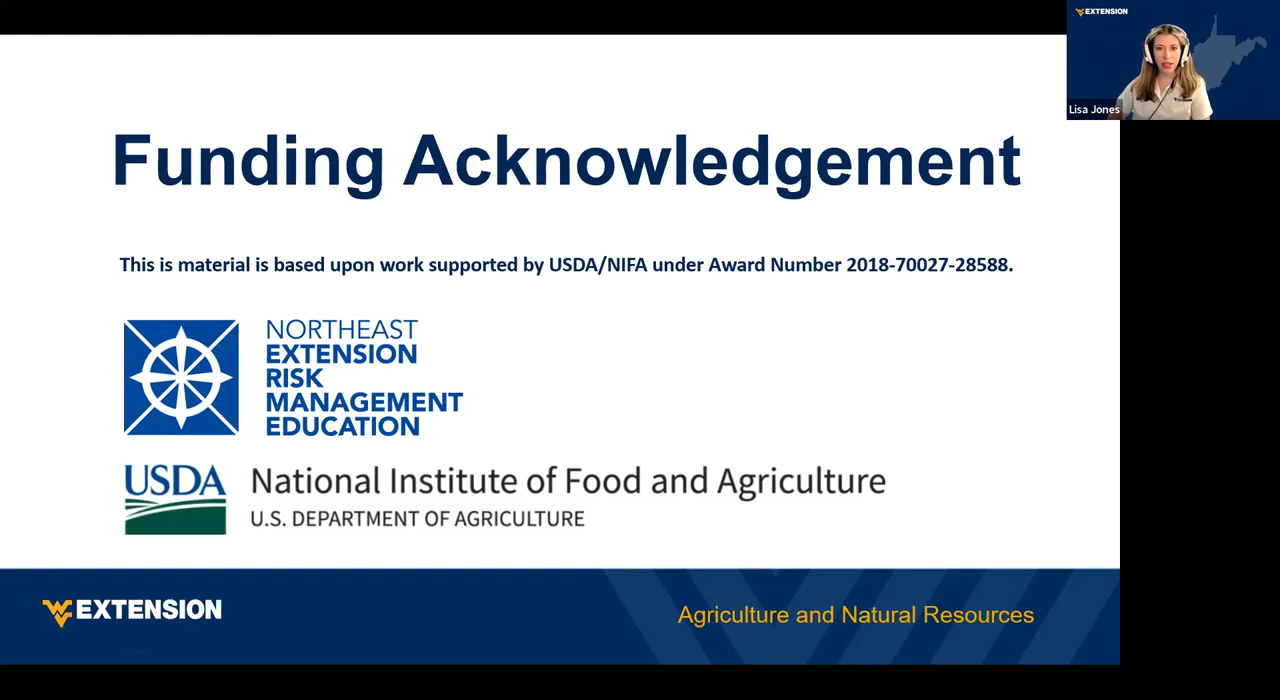 EXTENSION
Lisa Jones
Funding Acknowledgement
This is material is based upon work supported by USDA/NIFA under Award Number 2018-70027-28588.
NORTHEAST
EXTENSION
RISK
MANAGEMENT
EDUCATION
USDA
National Institute of Food and Agriculture
U.S. DEPARTMENT OF AGRICULTURE
WV EXTENSION
Agriculture and Natural Resources